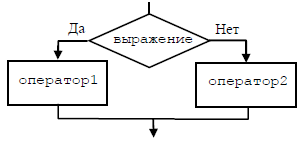 Да
Нет
выражение
оператор1
оператор2